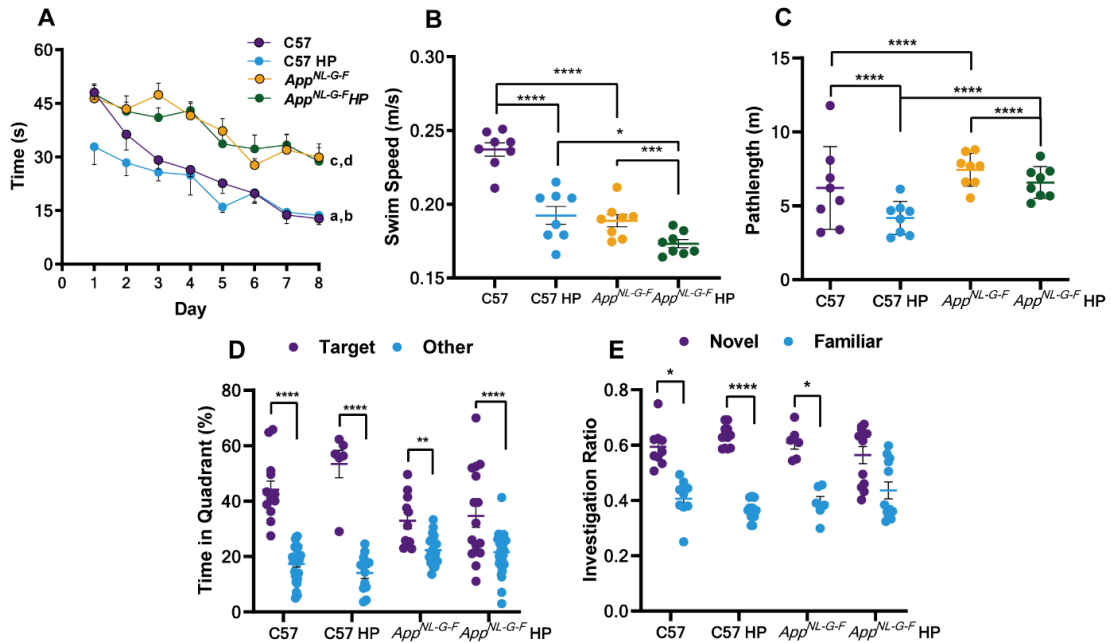 A
C57
C57 HP
App^NL-G-F
App^NL-G-F HP
60
45
30
15
0
Time (s)
c,d
a,b
0 1 2 3 4 5 6 7 8
Day
B
0.30
0.25
0.20
0.15
Swim Speed (m/s)
****
****
*
***
C57 C57 HP App^NL-G-F App^NL-G-F HP
C
15
10
5
0
Pathlength (m)
****
****
****
****
C57 C57 HP App^NL-G-F App^NL-G-F HP
D
Target Other
80
60
40
20
0
Time in Quadrant (%)
**** **** ** ****
C57 C57 HP App^NL-G-F App^NL-G-F HP
E
Novel Familiar
0.8
0.6
0.4
0.2
0.0
Investigation Ratio
* **** *
C57 C57 HP App^NL-G-F App^NL-G-F HP